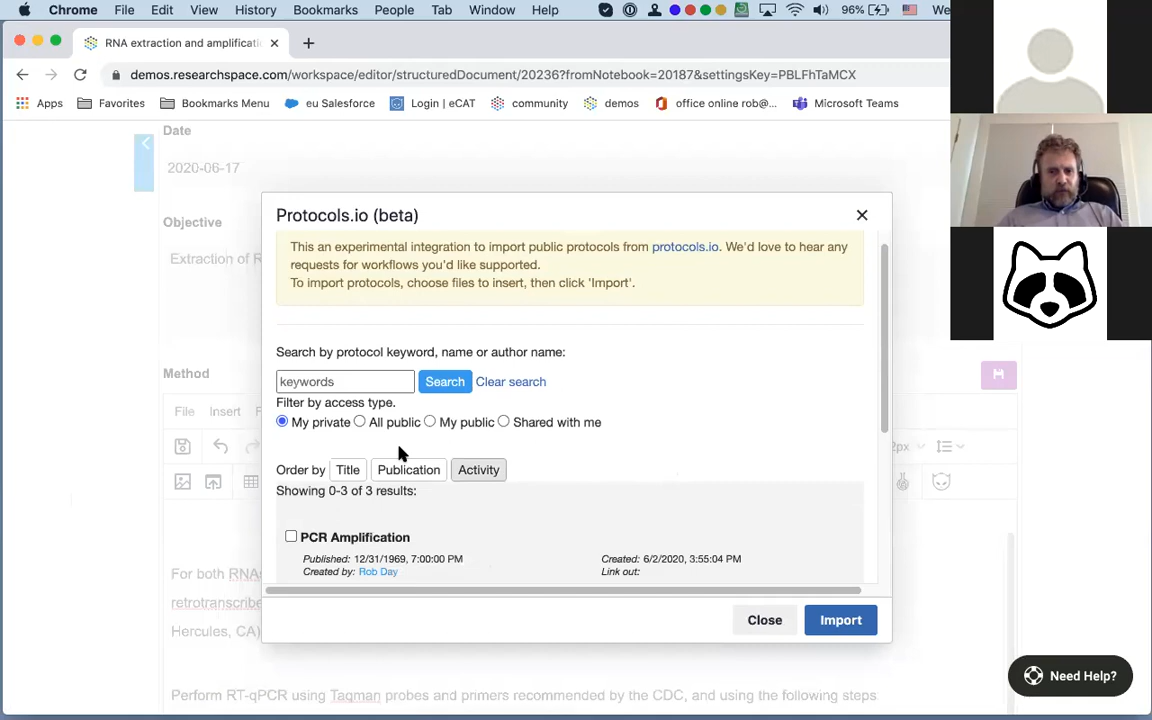 Chrome File Edit View History Bookmarks People Tab Window Help 96% We
RNA extraction and amplificati
demos.researchspace.com/workspace/editor/structuredDocument/20236?fromNotebook=20187&settingsKey=PBLFhTaMCX
Apps Favorites Bookmarks Menu eu Salesforce Login | eCAT community demos office online rob@... Microsoft Teams
Date
2020-06-17
Objective
Extraction of R
Protocols.io (beta)
This an experimental integration to import public protocols from protocols.io. We'd love to hear any
requests for workflows you'd like supported.
To import protocols, choose files to insert, then click 'Import'.
Search by protocol keyword, name or author name:
keywords Search Clear search
Filter by access type.
My private All public My public Shared with me
Order by Title Publication Activity
Showing 0-3 of 3 results:
PCR Amplification
Published: 12/31/1969, 7:00:00 PM Created: 6/2/2020, 3:55:04 PM
Created by: Rob Day Link out:
Close Import
Method
File Insert F
2px
For both RNAs
retrotranscribe
Hercules, CA)
Perform RT-qPCR using Taqman probes and primers recommended by the CDC, and using the following steps
Need Help?